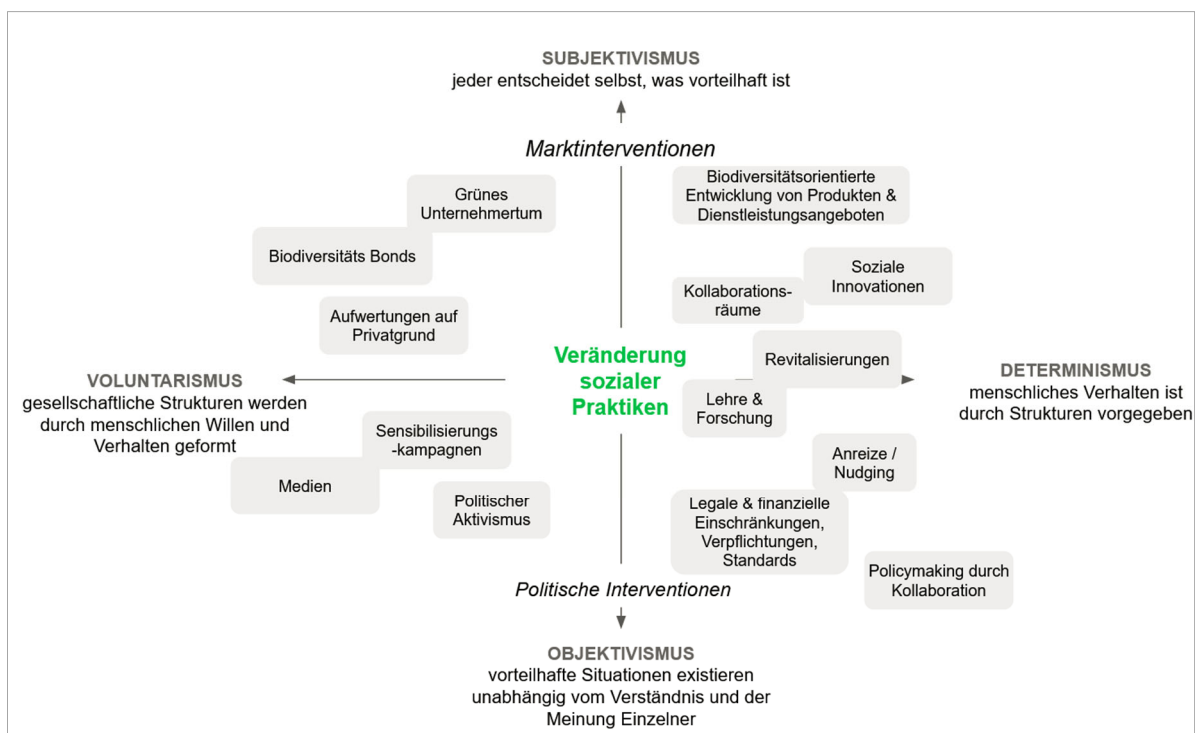 SUBJEKTIVISMUS
jeder entscheidet selbst, was vorteilhaft ist
Marktinterventionen
Grünes
Unternehmertum
Biodiversitäts Bonds
Aufwertungen auf
Privatgrund
Biodiversitätsorientierte
Entwicklung von Produkten &
Dienstleistungsangeboten
Soziale
Innovationen
Kollaborations-
räume
Revitalisierungen
Veränderung
sozialer
Praktiken
VOLUNTARISMUS
gesellschaftliche Strukturen werden
durch menschlichen Willen und
Verhalten geformt
DETERMINISMUS
menschliches Verhalten ist
durch Strukturen vorgegeben
Lehre &
Forschung
Sensibilisierungs
-kampagnen
Medien
Politischer
Aktivismus
Anreize /
Nudging
Legale & finanzielle
Einschränkungen,
Verpflichtungen,
Standards
Policymaking durch
Kollaboration
Politische Interventionen
OBJEKTIVISMUS
vorteilhafte Situationen existieren
unabhängig vom Verständnis und der
Meinung Einzelner